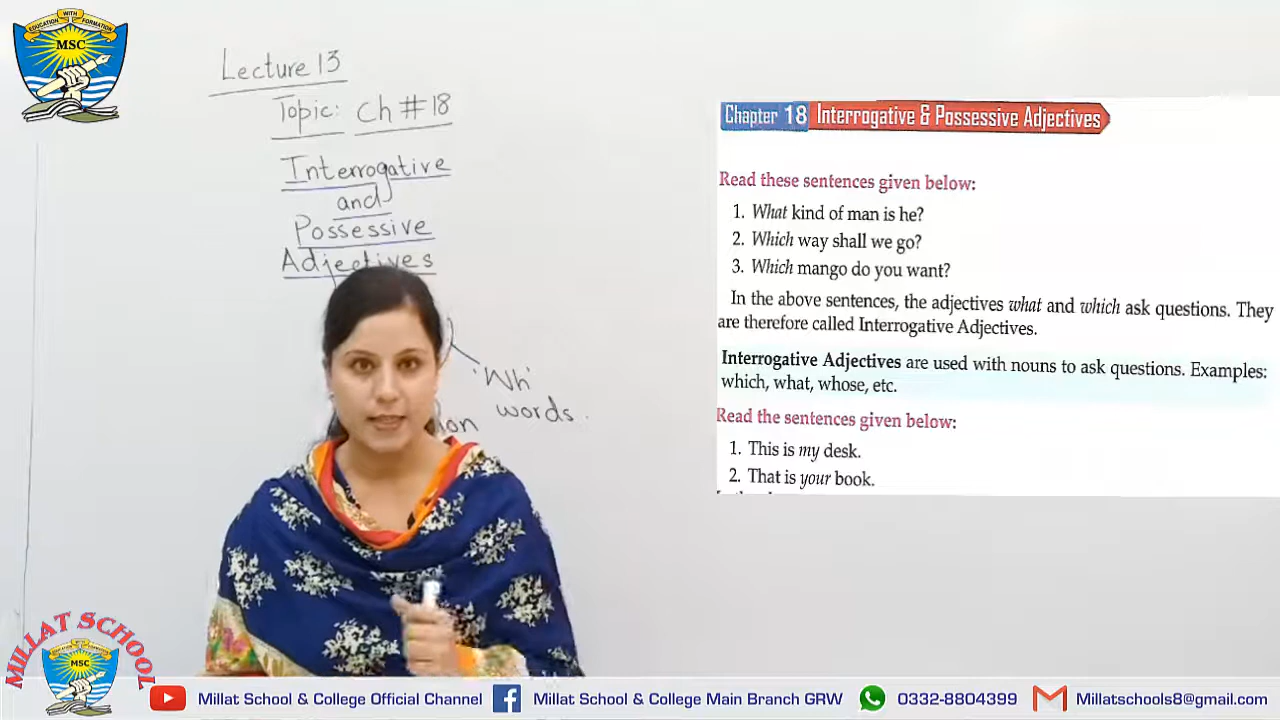 EDUCATION WITH FORMATION
MSC
Lecture 13
Topic: Ch # 18
Interrogative
and
Possessive
Adjectives
'Wh'
words.
Chapter 18 Interrogative & Possessive Adjectives
Read these sentences given below:
1. What kind of man is he?
2. Which way shall we go?
3. Which mango do you want?
In the above sentences, the adjectives what and which ask questions. They
are therefore called Interrogative Adjectives.
Interrogative Adjectives are used with nouns to ask questions. Examples:
which, what, whose, etc.
Read the sentences given below:
1. This is my desk.
2. That is your book.
MILLAT SCHOOL
MSC
Millat School & College Official Channel
Millat School & College Main Branch GRW
0332-8804399
Millatschools8@gmail.com